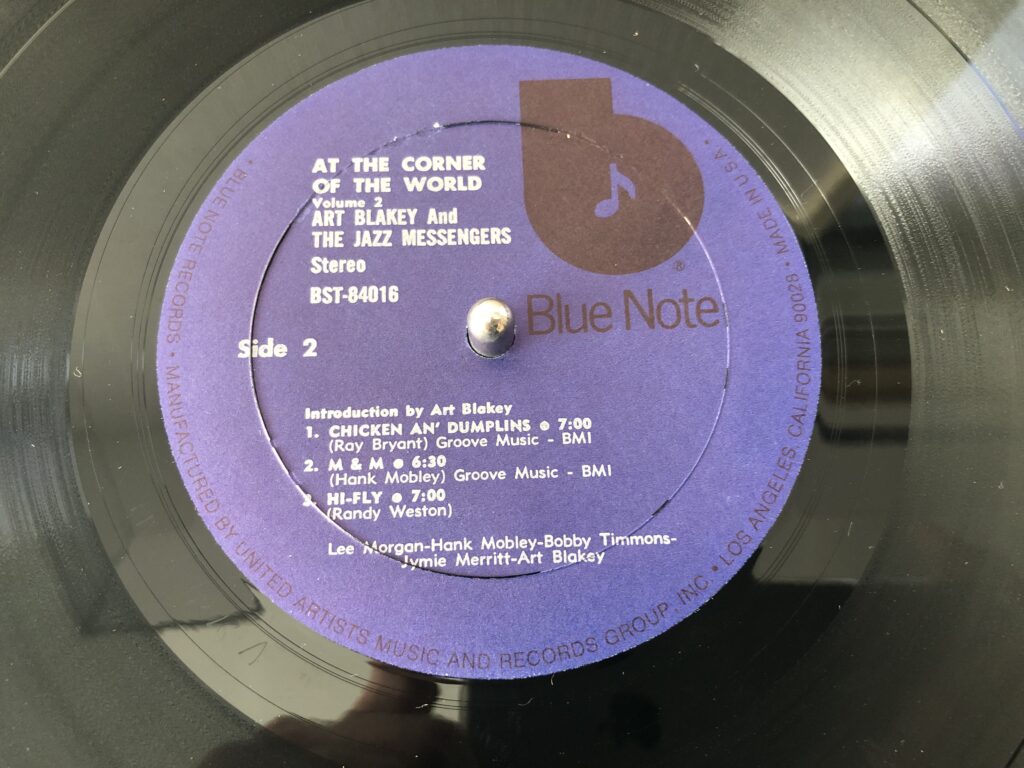 AT THE CORNER
OF THE WORLD
Volume 2
ART BLAKEY And
THE JAZZ MESSENGERS
Stereo
BST-84016
Side 2
b
®
Blue Note
Introduction by Art Blakey
1. CHICKEN AN' DUMPLINS • 7:00
(Ray Bryant) Groove Music - BMI
2. M & M • 6:30
(Hank Mobley) Groove Music - BMI
3. HI-FLY • 7:00
(Randy Weston)
Lee Morgan-Hank Mobley-Bobby Timmons-
Jymie Merritt-Art Blakey
• BLUE NOTE RECORDS • MANUFACTURED BY UNITED ARTISTS MUSIC AND RECORDS GROUP, INC • LOS ANGELES, CALIFORNIA 90028 • MADE IN U.S.A. •